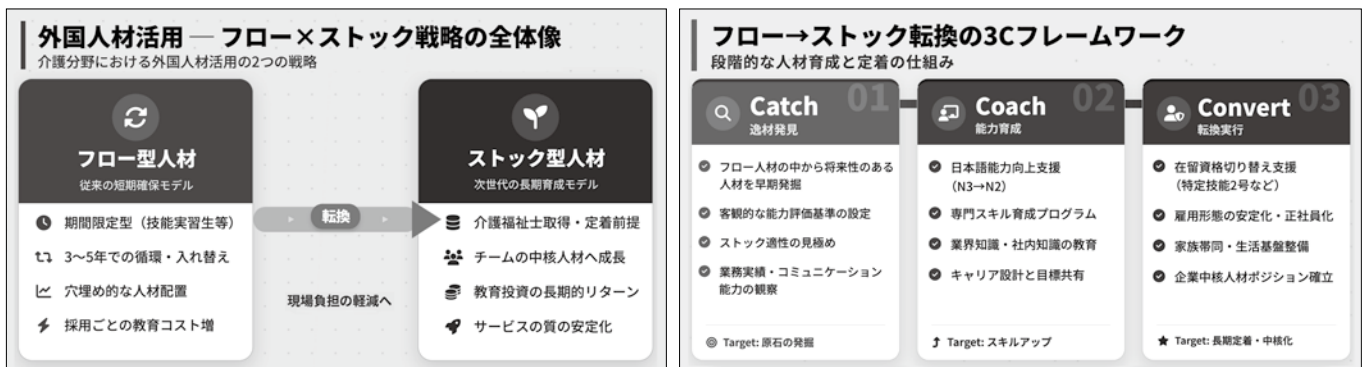 外国人材活用 ― フロー×ストック戦略の全体像
介護分野における外国人材活用の2つの戦略
フロー型人材
従来の短期確保モデル
期間限定型（技能実習生等）
3〜5年での循環・入れ替え
穴埋め的な人材配置
採用ごとの教育コスト増
転換
現場負担の軽減へ
ストック型人材
次世代の長期育成モデル
介護福祉士取得・定着前提
チームの中核人材へ成長
教育投資の長期的リターン
サービスの質の安定化
フロー→ストック転換の3Cフレームワーク
段階的な人材育成と定着の仕組み
Catch 01
逸材発見
フロー人材の中から将来性のある
人材を早期発掘
客観的な能力評価基準の設定
ストック適性の見極め
業務実績・コミュニケーション
能力の観察
Target: 原石の発掘
Coach 02
能力育成
日本語能力向上支援
（N3→N2）
専門スキル育成プログラム
業界知識・社内知識の教育
キャリア設計と目標共有
Target: スキルアップ
Convert 03
転換実行
在留資格切り替え支援
（特定技能2号など）
雇用形態の安定化・正社員化
家族帯同・生活基盤整備
企業中核人材ポジション確立
Target: 長期定着・中核化